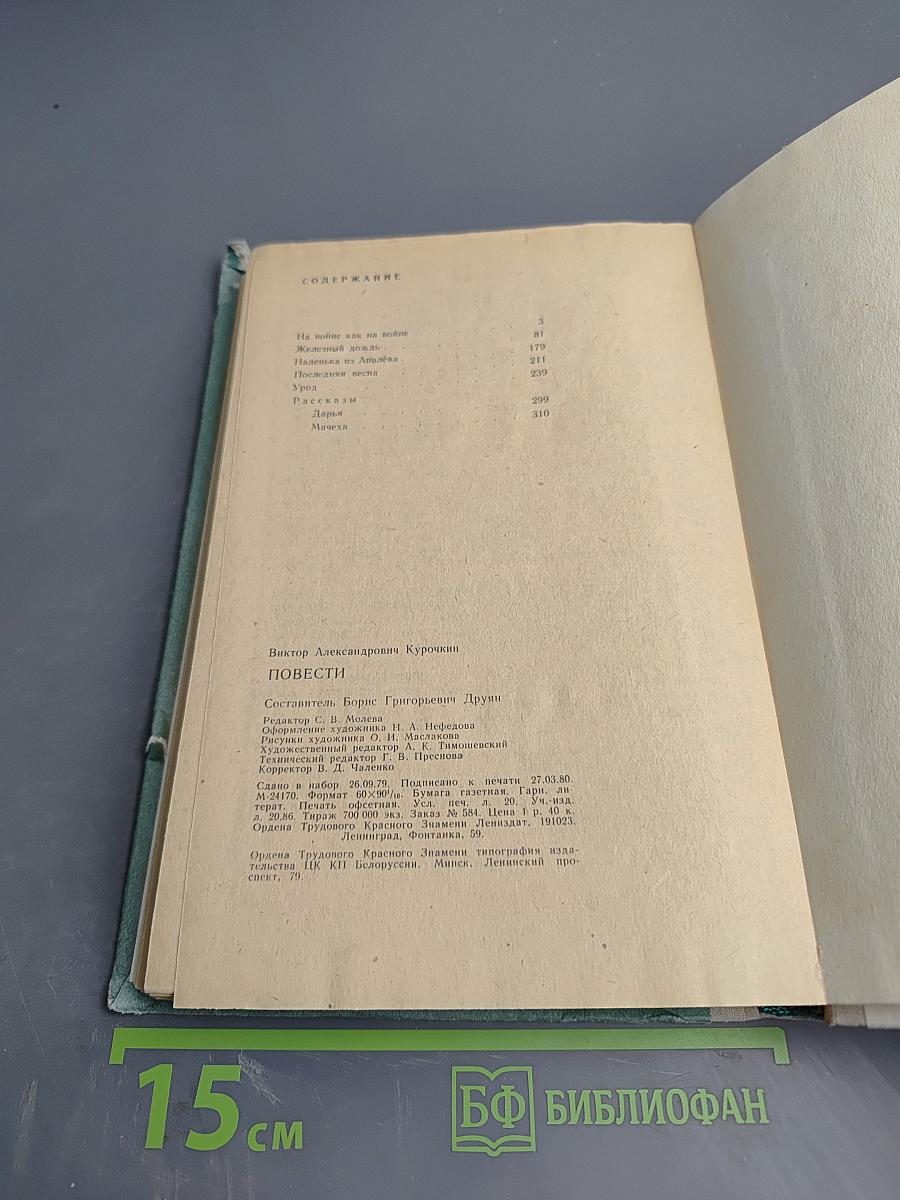 СОДЕРЖАНИЕ
На войне как на войне . . . 3
Железный дождь . . . 81
Наденька из Апалёва . . . 179
Последняя весна . . . 211
Урод . . . 239
Рассказы
Дарья . . . 299
Мачеха . . . 310
Виктор Александрович Курочкин
ПОВЕСТИ
Составитель Борис Григорьевич Друян
Редактор С. В. Молева
Оформление художника Н. А. Нефедова
Рисунки художника О. И. Маслакова
Художественный редактор А. К. Тимошевский
Технический редактор Г. В. Преснова
Корректор В. Д. Чаленко
Сдано в набор 26.09.79. Подписано к печати 27.03.80.
М-24170. Формат 60×90¹/₁₆. Бумага газетная. Гарн. ли-
терат. Печать офсетная. Усл. печ. л. 20. Уч.-изд.
л. 20,86. Тираж 700 000 экз. Заказ № 584. Цена 1 р. 40 к.
Ордена Трудового Красного Знамени Лениздат, 191023,
Ленинград, Фонтанка, 59.
Ордена Трудового Красного Знамени типография изда-
тельства ЦК КП Белоруссии. Минск, Ленинский про-
спект, 79.
15 см
БФ БИБЛИОФАН